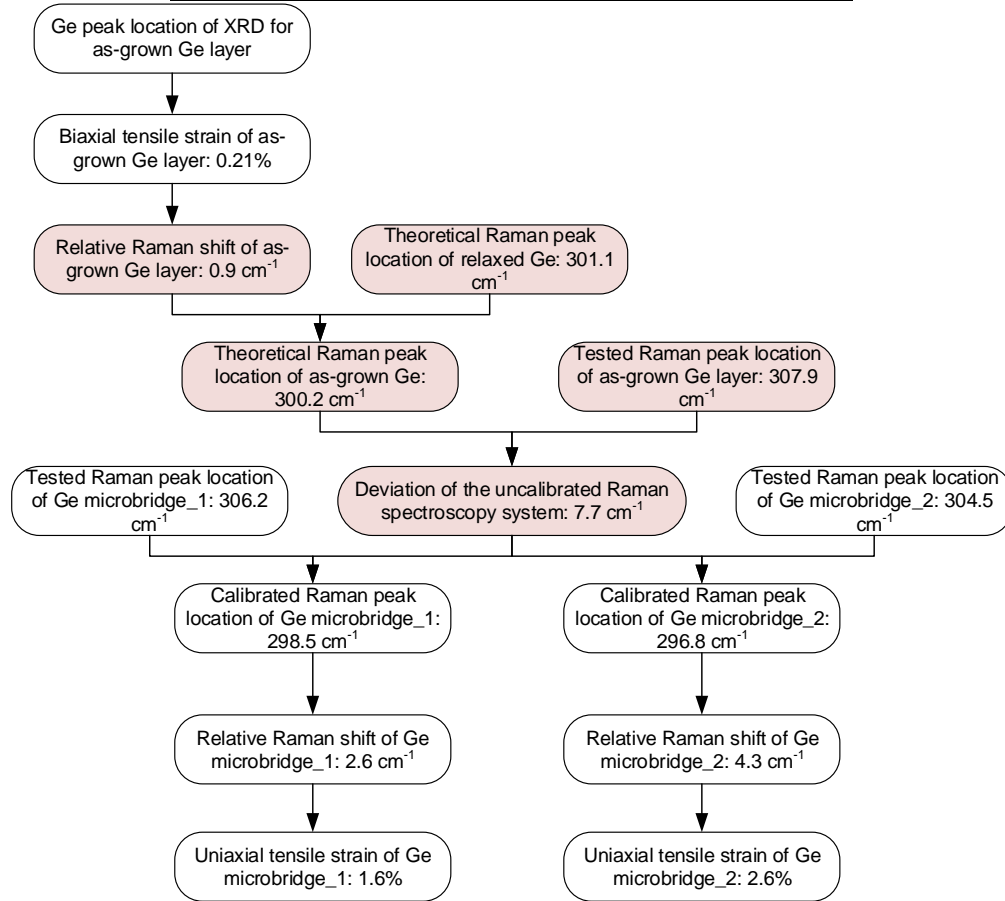 Ge peak location of XRD for
as-grown Ge layer
Biaxial tensile strain of as-
grown Ge layer: 0.21%
Relative Raman shift of as-
grown Ge layer: 0.9 cm⁻¹
Theoretical Raman peak
location of relaxed Ge: 301.1
cm⁻¹
Theoretical Raman peak
location of as-grown Ge:
300.2 cm⁻¹
Tested Raman peak location
of as-grown Ge layer: 307.9
cm⁻¹
Tested Raman peak location
of Ge microbridge_1: 306.2
cm⁻¹
Deviation of the uncalibrated Raman
spectroscopy system: 7.7 cm⁻¹
Tested Raman peak location
of Ge microbridge_2: 304.5
cm⁻¹
Calibrated Raman peak
location of Ge microbridge_1:
298.5 cm⁻¹
Calibrated Raman peak
location of Ge microbridge_2:
296.8 cm⁻¹
Relative Raman shift of Ge
microbridge_1: 2.6 cm⁻¹
Relative Raman shift of Ge
microbridge_2: 4.3 cm⁻¹
Uniaxial tensile strain of Ge
microbridge_1: 1.6%
Uniaxial tensile strain of Ge
microbridge_2: 2.6%